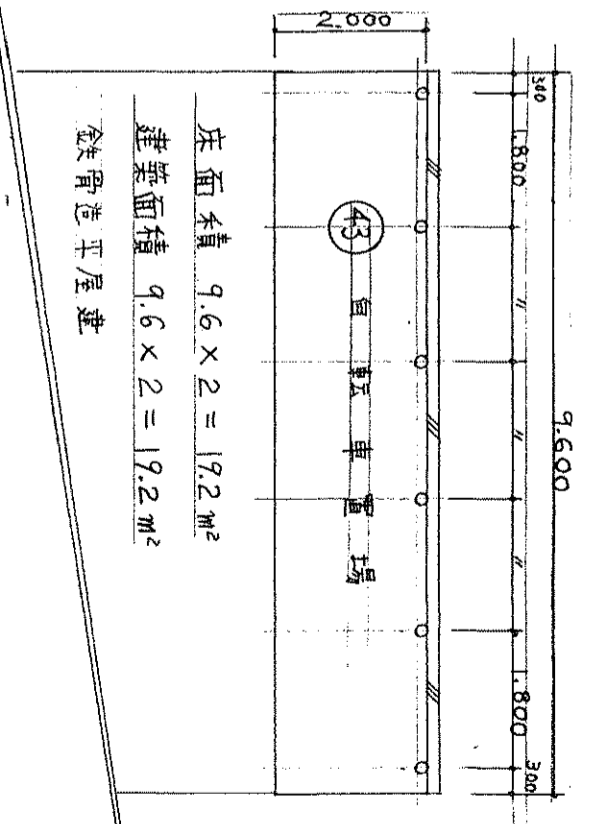 9.600
300
1.800
〃
〃
〃
1.800
300
2.000
43 自転車置場
床面積 9.6 × 2 = 19.2 m²
建築面積 9.6 × 2 = 19.2 m²
鉄骨造平屋建